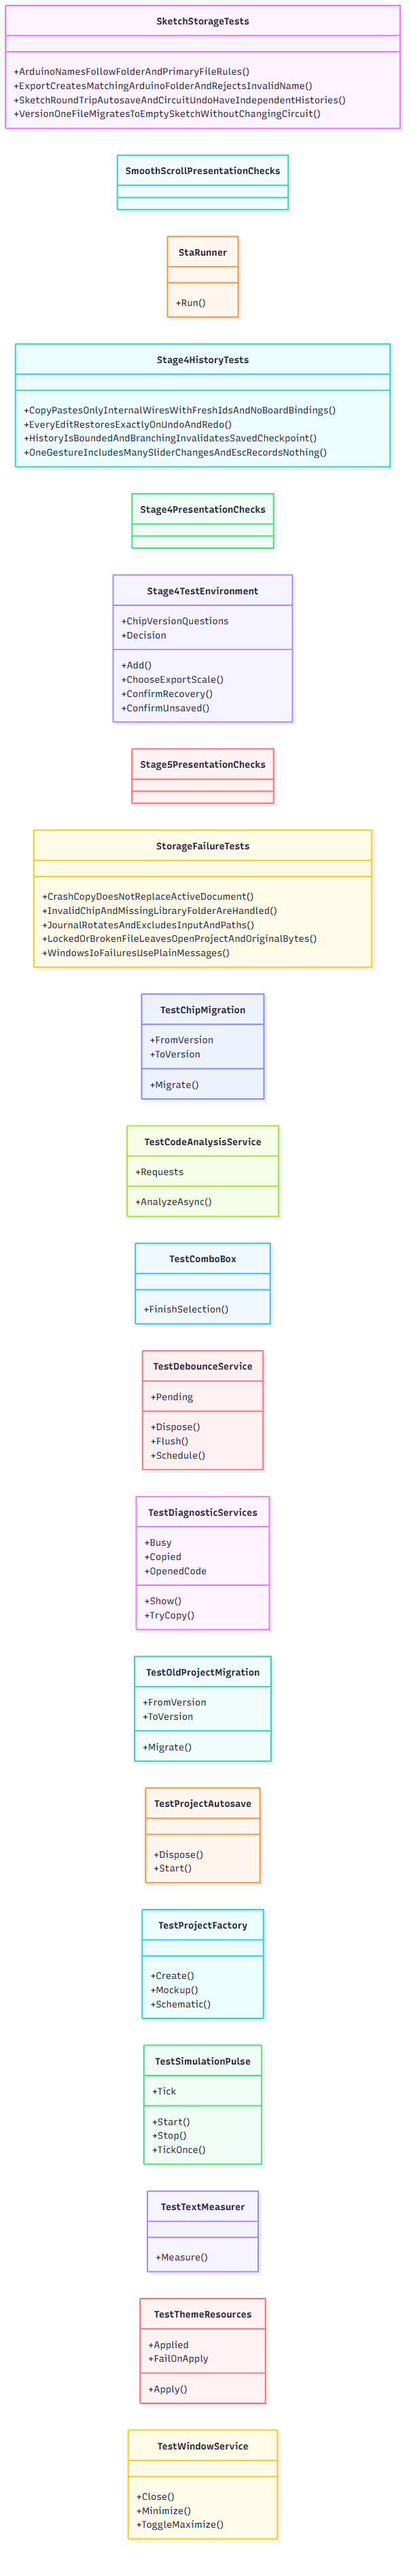 SketchStorageTests
+ArduinoNamesFollowFolderAndPrimaryFileRules()
+ExportCreatesMatchingArduinoFolderAndRejectsInvalidName()
+SketchRoundTripAutosaveAndCircuitUndoHaveIndependentHistories()
+VersionOneFileMigratesToEmptySketchWithoutChangingCircuit()
SmoothScrollPresentationChecks
StaRunner
+Run()
Stage4HistoryTests
+CopyPastesOnlyInternalWiresWithFreshIdsAndNoBoardBindings()
+EveryEditRestoresExactlyOnUndoAndRedo()
+HistoryIsBoundedAndBranchingInvalidatesSavedCheckpoint()
+OneGestureIncludesManySliderChangesAndEscRecordsNothing()
Stage4PresentationChecks
Stage4TestEnvironment
+ChipVersionQuestions
+Decision
+Add()
+ChooseExportScale()
+ConfirmRecovery()
+ConfirmUnsaved()
Stage5PresentationChecks
StorageFailureTests
+CrashCopyDoesNotReplaceActiveDocument()
+InvalidChipAndMissingLibraryFolderAreHandled()
+JournalRotatesAndExcludesInputAndPaths()
+LockedOrBrokenFileLeavesOpenProjectAndOriginalBytes()
+WindowsIoFailuresUsePlainMessages()
TestChipMigration
+FromVersion
+ToVersion
+Migrate()
TestCodeAnalysisService
+Requests
+AnalyzeAsync()
TestComboBox
+FinishSelection()
TestDebounceService
+Pending
+Dispose()
+Flush()
+Schedule()
TestDiagnosticServices
+Busy
+Copied
+OpenedCode
+Show()
+TryCopy()
TestOldProjectMigration
+FromVersion
+ToVersion
+Migrate()
TestProjectAutosave
+Dispose()
+Start()
TestProjectFactory
+Create()
+Mockup()
+Schematic()
TestSimulationPulse
+Tick
+Start()
+Stop()
+TickOnce()
TestTextMeasurer
+Measure()
TestThemeResources
+Applied
+FailOnApply
+Apply()
TestWindowService
+Close()
+Minimize()
+ToggleMaximize()